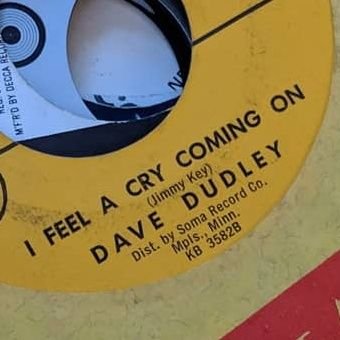 M'F'R'D BY DECCA RECOR
I FEEL A CRY COMING ON
(Jimmy Key)
DAVE DUDLEY
Dist. by Soma Record Co.
Mpls. Minn.
KB 3582B